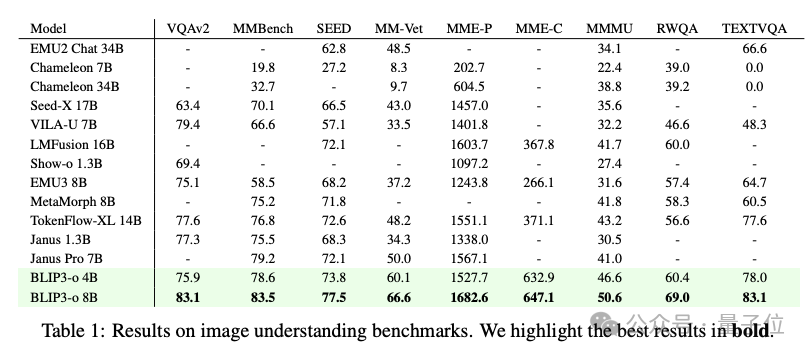 Model VQAv2 MMBench SEED MM-Vet MME-P MME-C MMMU RWQA TEXTVQA
EMU2 Chat 34B - - 62.8 48.5 - - 34.1 - 66.6
Chameleon 7B - 19.8 27.2 8.3 202.7 - 22.4 39.0 0.0
Chameleon 34B - 32.7 - 9.7 604.5 - 38.8 39.2 0.0
Seed-X 17B 63.4 70.1 66.5 43.0 1457.0 - 35.6 - -
VILA-U 7B 79.4 66.6 57.1 33.5 1401.8 - 32.2 46.6 48.3
LMFusion 16B - - 72.1 - 1603.7 367.8 41.7 60.0 -
Show-o 1.3B 69.4 - - - 1097.2 - 27.4 - -
EMU3 8B 75.1 58.5 68.2 37.2 1243.8 266.1 31.6 57.4 64.7
MetaMorph 8B - 75.2 71.8 - - - 41.8 58.3 60.5
TokenFlow-XL 14B 77.6 76.8 72.6 48.2 1551.1 371.1 43.2 56.6 77.6
Janus 1.3B 77.3 75.5 68.3 34.3 1338.0 - 30.5 - -
Janus Pro 7B - 79.2 72.1 50.0 1567.1 - 41.0 - -
BLIP3-o 4B 75.9 78.6 73.8 60.1 1527.7 632.9 46.6 60.4 78.0
BLIP3-o 8B 83.1 83.5 77.5 66.6 1682.6 647.1 50.6 69.0 83.1
Table 1: Results on image understanding benchmarks. We highlight the best results in bold.
公众号：量子位